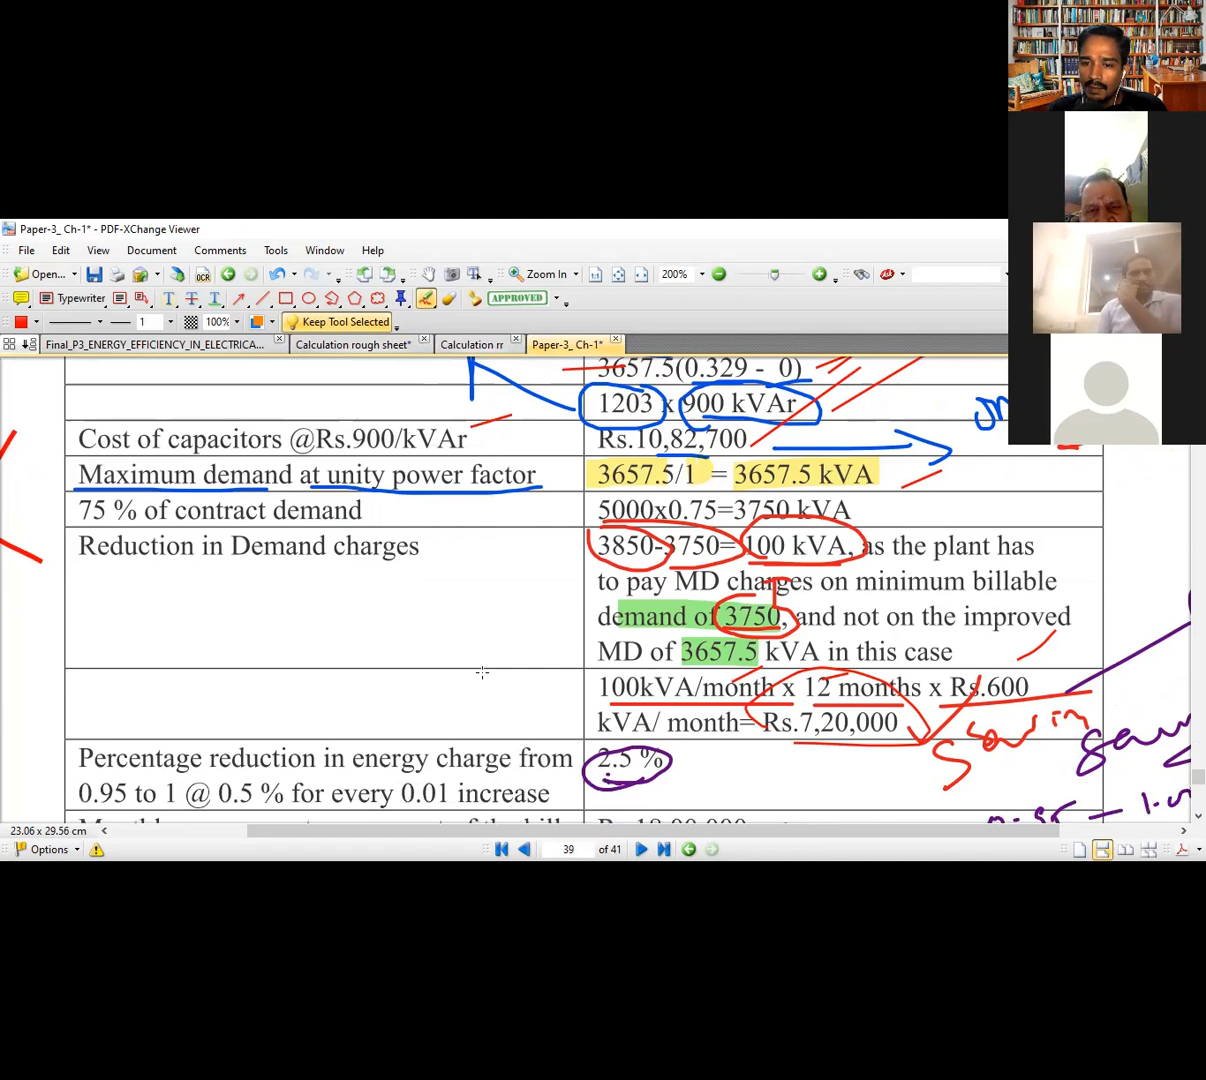 Paper-3_ Ch-1* - PDF-XChange Viewer
File Edit View Document Comments Tools Window Help
Open... OCR Zoom In 200%
Typewriter APPROVED
1 100% Keep Tool Selected
Final_P3_ENERGY_EFFICIENCY_IN_ELECTRICA... Calculation rough sheet* Calculation rr Paper-3_ Ch-1*
3657.5(0.329 - 0)
1203 x 900 kVAr
on
Cost of capacitors @Rs.900/kVAr Rs.10,82,700
Maximum demand at unity power factor 3657.5/1 = 3657.5 kVA
75 % of contract demand 5000x0.75=3750 kVA
Reduction in Demand charges 3850-3750= 100 kVA, as the plant has
to pay MD charges on minimum billable
demand of 3750, and not on the improved
MD of 3657.5 kVA in this case
100kVA/month x 12 months x Rs.600
kVA/ month= Rs.7,20,000
Percentage reduction in energy charge from 2.5 %
0.95 to 1 @ 0.5 % for every 0.01 increase
23.06 x 29.56 cm
Options 39 of 41